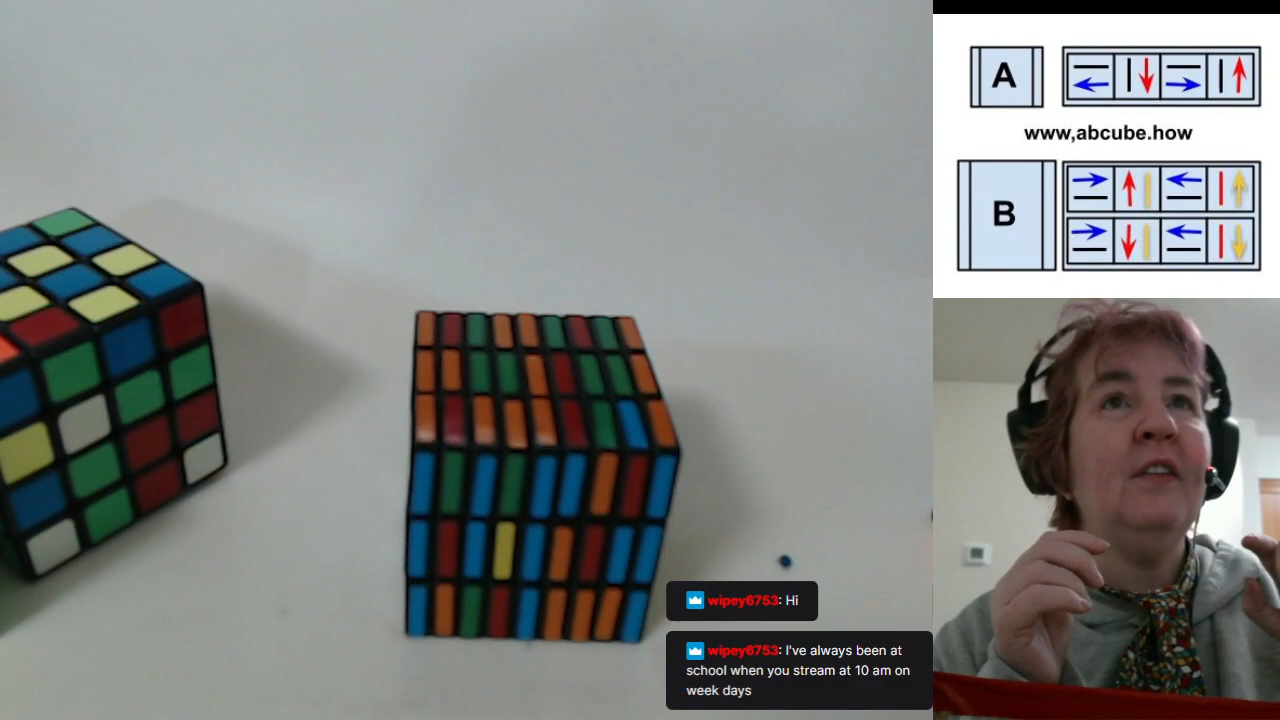 A
www,abcube.how
B
wipey6753: Hi
wipey6753: I've always been at
school when you stream at 10 am on
week days